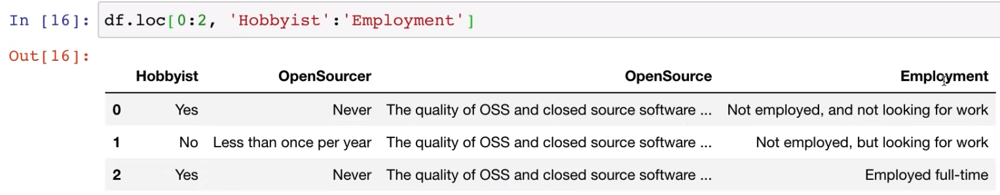 In [16]: df.loc[0:2, 'Hobbyist':'Employment']
Out[16]:
Hobbyist OpenSourcer OpenSource Employment
0 Yes Never The quality of OSS and closed source software ... Not employed, and not looking for work
1 No Less than once per year The quality of OSS and closed source software ... Not employed, but looking for work
2 Yes Never The quality of OSS and closed source software ... Employed full-time